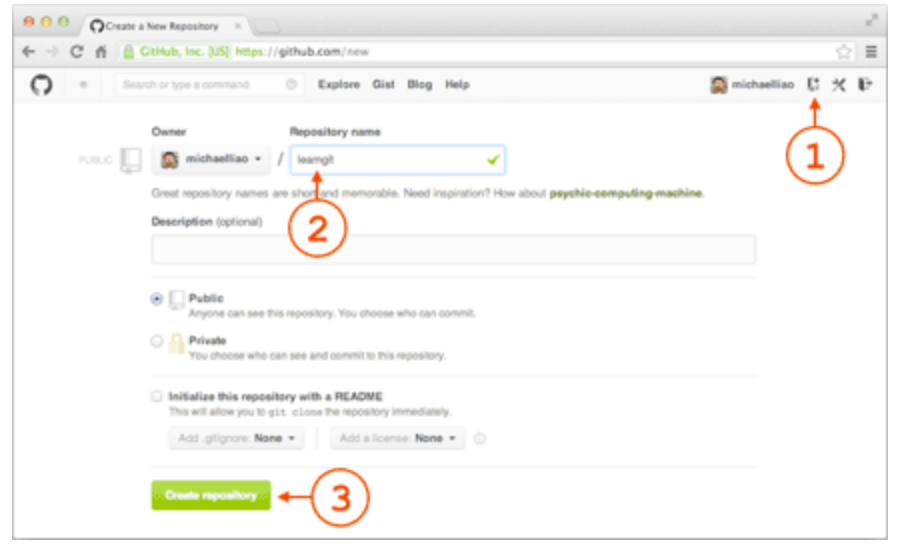 Create a New Repository
GitHub, Inc. [US] https://github.com/new
Search or type a command Explore Gist Blog Help michaelliao
1
Owner Repository name
PUBLIC michaelliao / learngit
Great repository names are short and memorable. Need inspiration? How about psychic-computing-machine.
2
Description (optional)
Public
Anyone can see this repository. You choose who can commit.
Private
You choose who can see and commit to this repository.
Initialize this repository with a README
This will allow you to git clone the repository immediately.
Add .gitignore: None Add a license: None
Create repository
3